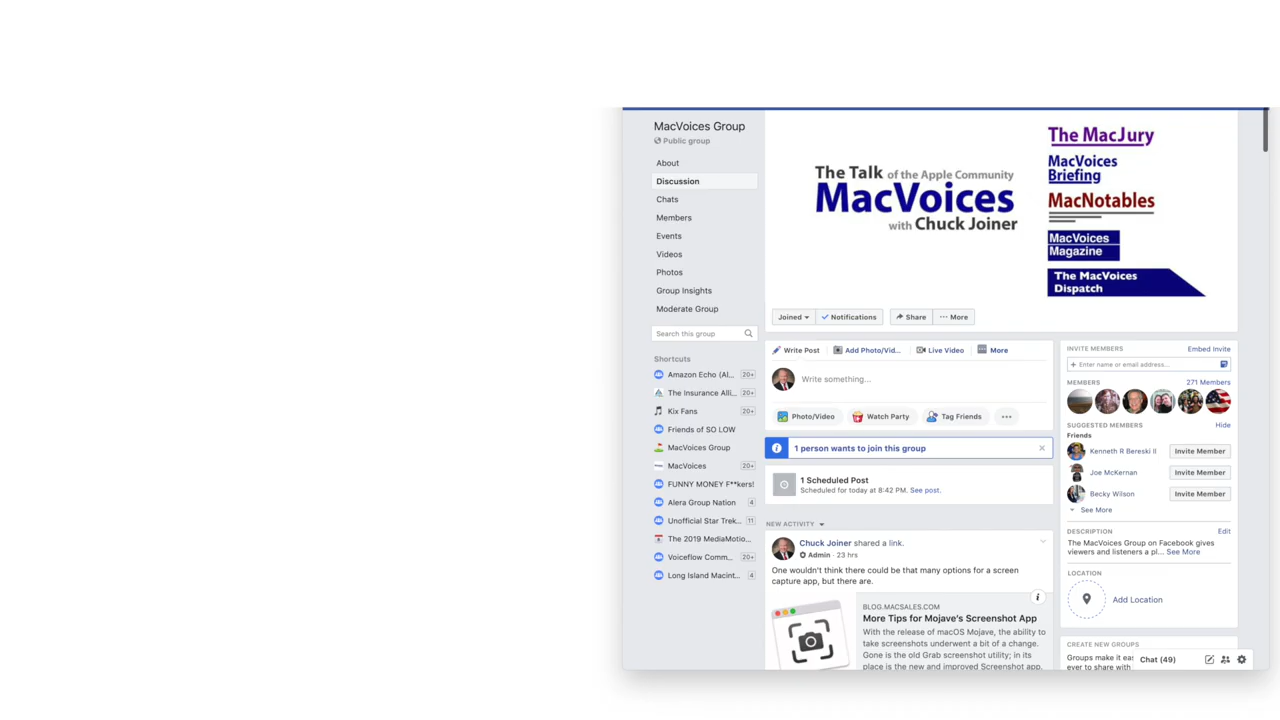 MacVoices Group
Public group
About
Discussion
Chats
Members
Events
Videos
Photos
Group Insights
Moderate Group
Search this group
Shortcuts
Amazon Echo (Al... 20+
The Insurance Alli... 20+
Kix Fans 20+
Friends of SO LOW
MacVoices Group
MacVoices 20+
FUNNY MONEY F**kers!
Alera Group Nation 4
Unofficial Star Trek... 11
The 2019 MediaMotio...
Voiceflow Comm... 20+
Long Island Macint... 4
The Talk of the Apple Community
MacVoices
with Chuck Joiner
The MacJury
MacVoices
Briefing
MacNotables
MacVoices
Magazine
The MacVoices
Dispatch
Joined Notifications Share ··· More
Write Post Add Photo/Vid... Live Video More
Write something...
Photo/Video Watch Party Tag Friends ···
1 person wants to join this group
1 Scheduled Post
Scheduled for today at 8:42 PM. See post.
NEW ACTIVITY
Chuck Joiner shared a link.
Admin · 23 hrs
One wouldn't think there could be that many options for a screen
capture app, but there are.
BLOG.MACSALES.COM
More Tips for Mojave's Screenshot App
With the release of macOS Mojave, the ability to
take screenshots underwent a bit of a change.
Gone is the old Grab screenshot utility; in its
place is the new and improved Screenshot app.
INVITE MEMBERS Embed Invite
+ Enter name or email address...
MEMBERS 271 Members
SUGGESTED MEMBERS Hide
Friends
Kenneth R Bereski II Invite Member
Joe McKernan Invite Member
Becky Wilson Invite Member
See More
DESCRIPTION Edit
The MacVoices Group on Facebook gives
viewers and listeners a pl... See More
LOCATION
Add Location
CREATE NEW GROUPS
Groups make it eas
ever to share with
Chat (49)